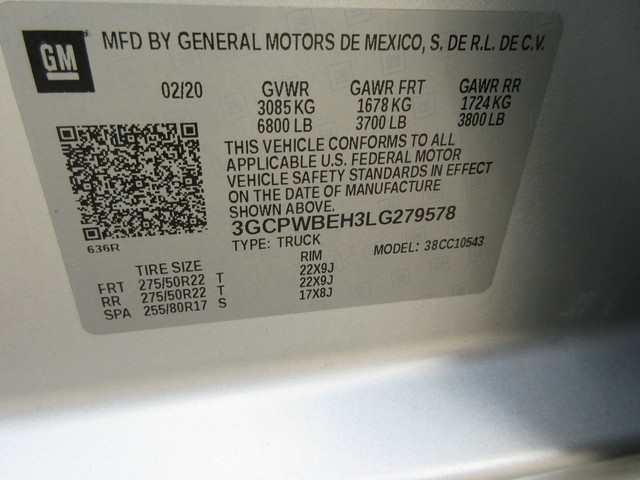 GM MFD BY GENERAL MOTORS DE MEXICO, S. DE R.L. DE C.V.
02/20 GVWR GAWR FRT GAWR RR
3085 KG 1678 KG 1724 KG
6800 LB 3700 LB 3800 LB
THIS VEHICLE CONFORMS TO ALL
APPLICABLE U.S. FEDERAL MOTOR
VEHICLE SAFETY STANDARDS IN EFFECT
ON THE DATE OF MANUFACTURE
SHOWN ABOVE.
3GCPWBEH3LG279578
636R TYPE: TRUCK MODEL: 38CC10543
TIRE SIZE RIM
FRT 275/50R22 T 22X9J
RR 275/50R22 T 22X9J
SPA 255/80R17 S 17X8J